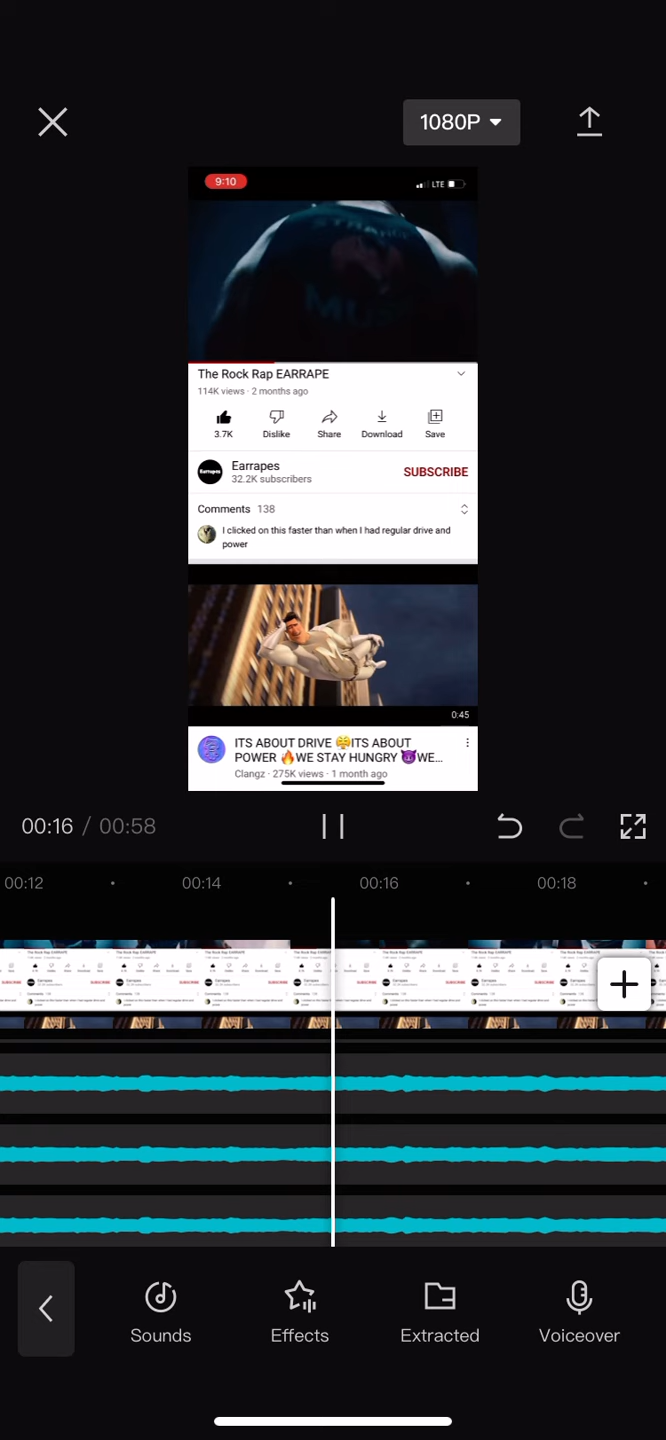 1080P
9:10
LTE
STRANGE
MUSI
The Rock Rap EARRAPE
114K views · 2 months ago
3.7K
Dislike
Share
Download
Save
Earrapes
Earrapes
32.2K subscribers
SUBSCRIBE
Comments 138
I clicked on this faster than when I had regular drive and
power
0:45
ITS ABOUT DRIVE 😤ITS ABOUT
POWER 🔥WE STAY HUNGRY 😈WE...
Clangz · 275K views · 1 month ago
00:16 / 00:58
00:12
00:14
00:16
00:18
Sounds
Effects
Extracted
Voiceover